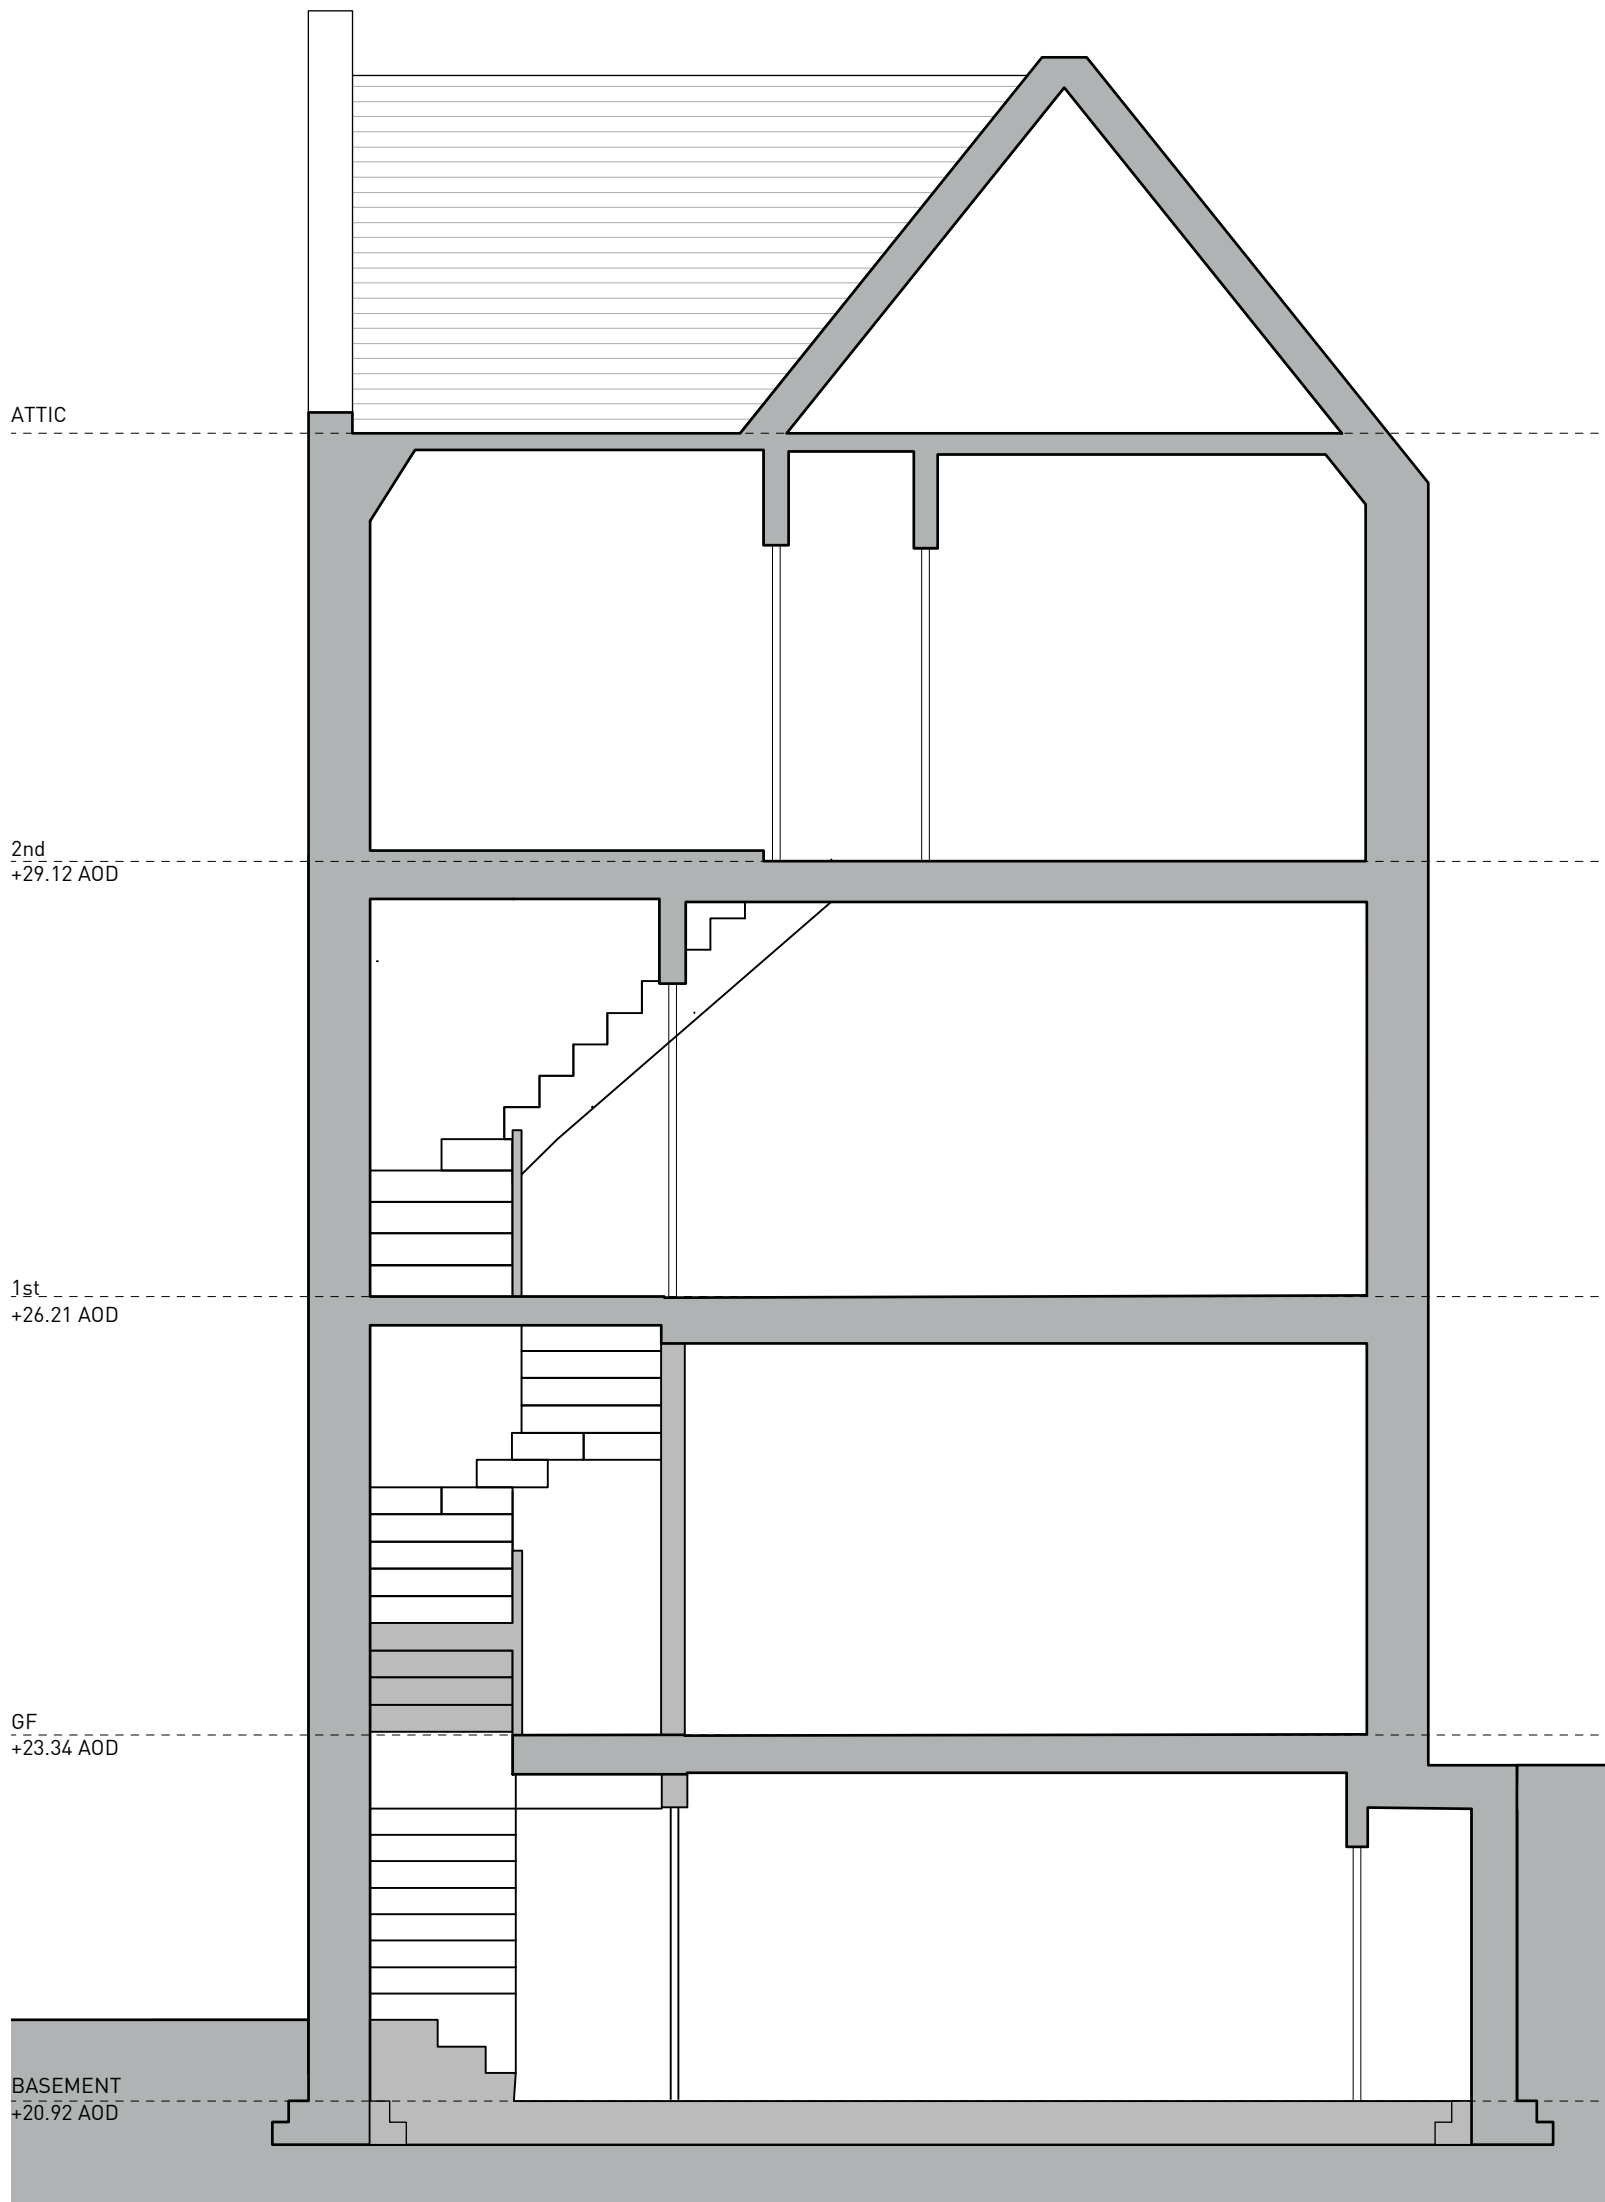 ATTIC
2nd
+29.12 AOD
1st
+26.21 AOD
GF
+23.34 AOD
BASEMENT
+20.92 AOD